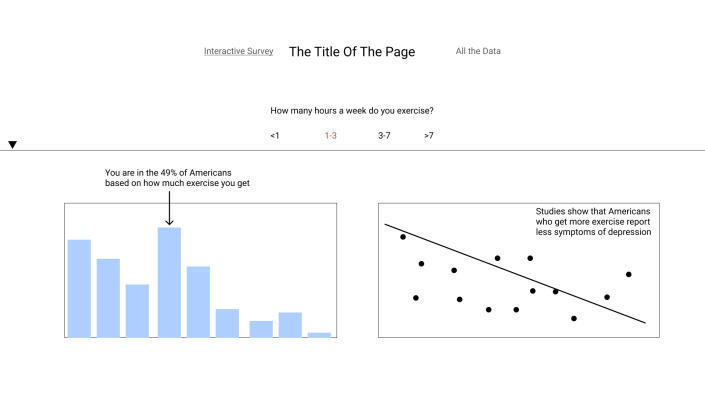 Interactive Survey
The Title Of The Page
All the Data
How many hours a week do you exercise?
<1
1-3
3-7
>7
You are in the 49% of Americans
based on how much exercise you get
Studies show that Americans
who get more exercise report
less symptoms of depression